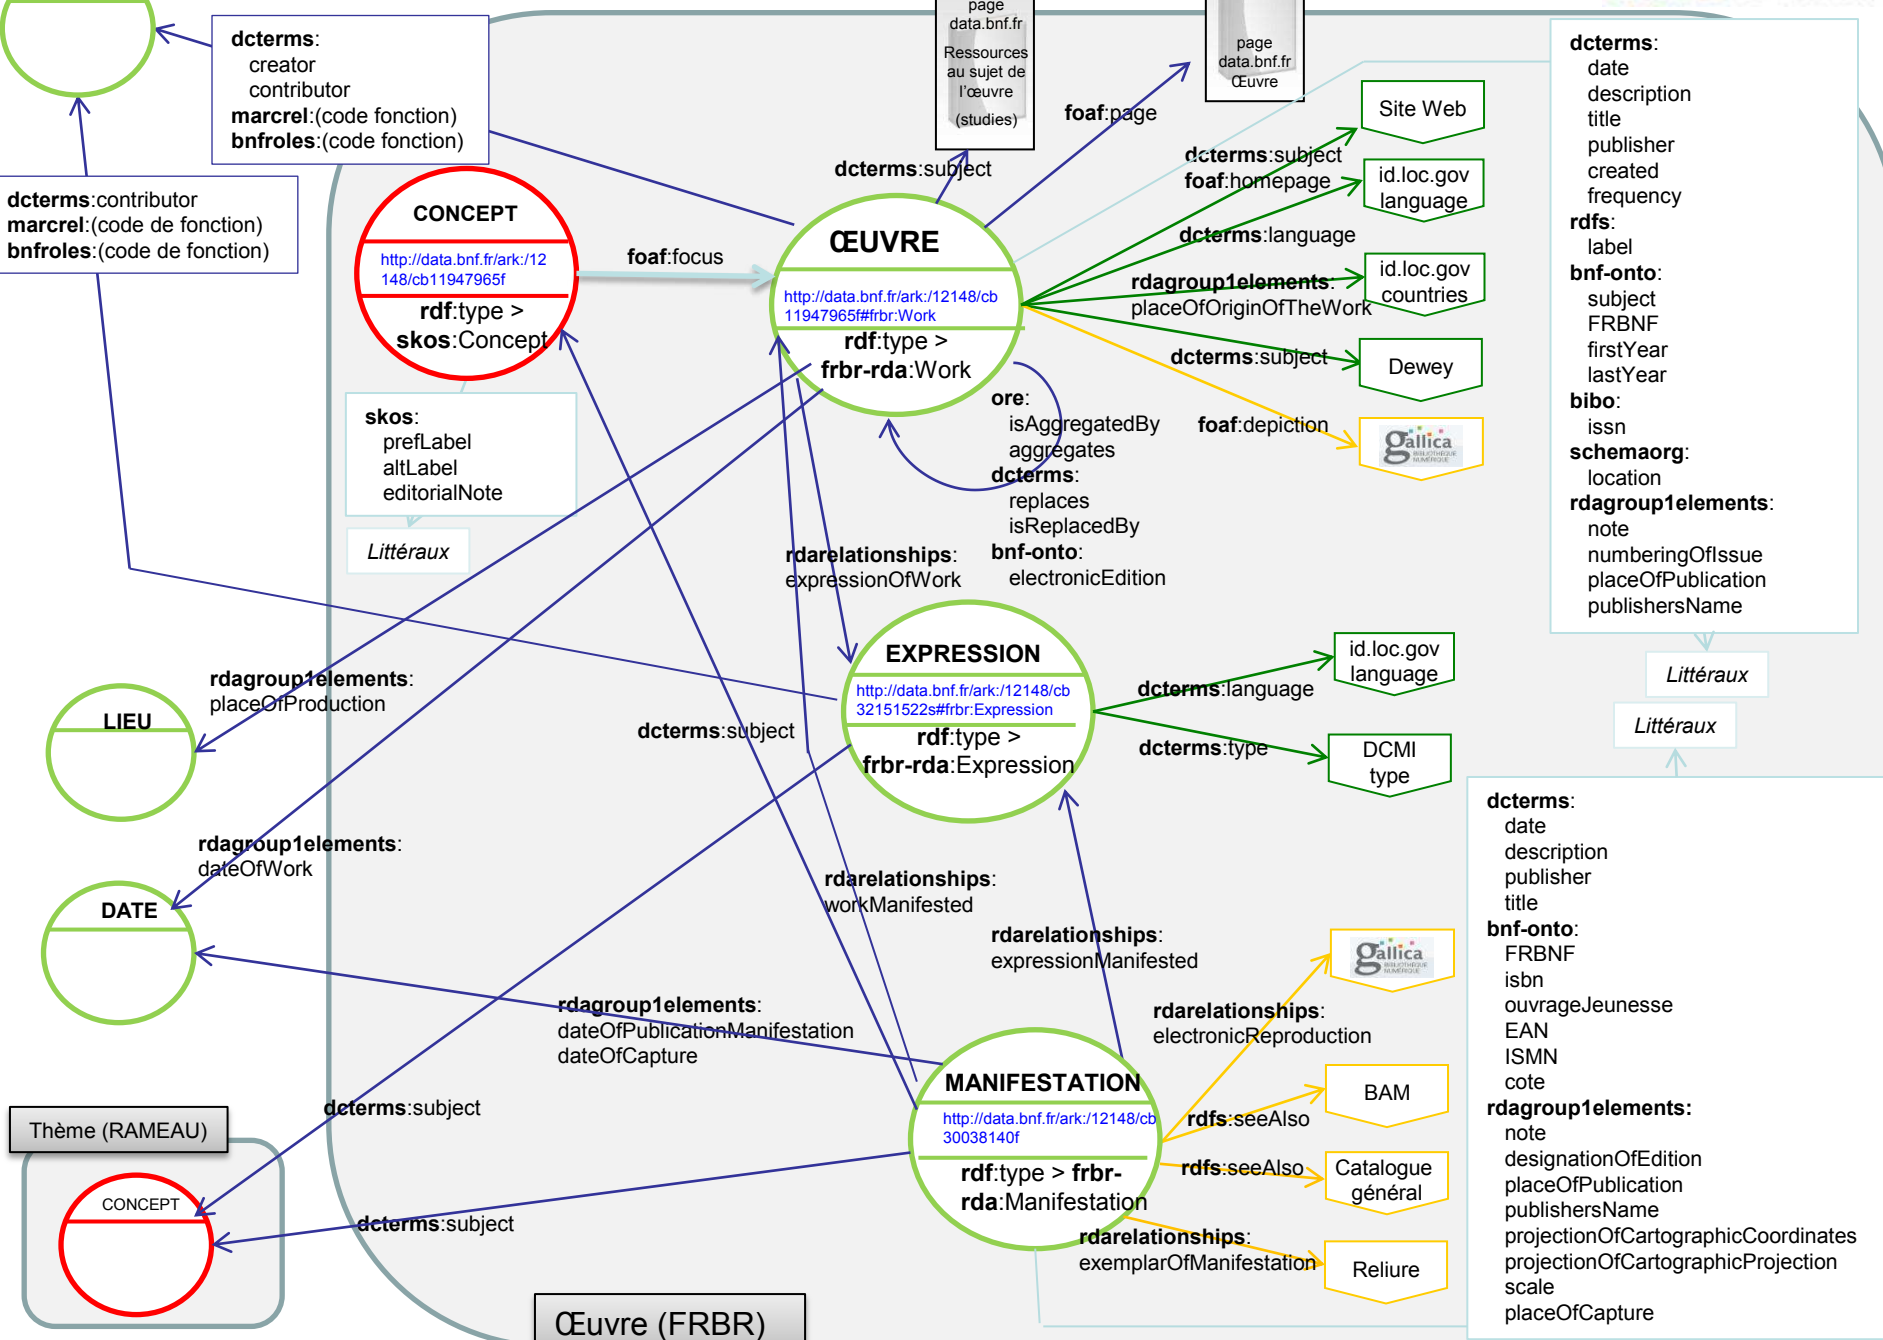 page
data.bnf.fr
Ressources
au sujet de
l'œuvre
(studies)
page
data.bnf.fr
Œuvre
dcterms:
creator
contributor
marcrel:(code fonction)
bnfroles:(code fonction)
dcterms:contributor
marcrel:(code de fonction)
bnfroles:(code de fonction)
CONCEPT
http://data.bnf.fr/ark:/12
148/cb11947965f
rdf:type >
skos:Concept
foaf:focus
skos:
prefLabel
altLabel
editorialNote
Littéraux
dcterms:subject
foaf:page
ŒUVRE
http://data.bnf.fr/ark:/12148/cb
11947965f#frbr:Work
rdf:type >
frbr-rda:Work
dcterms:subject
foaf:homepage
dcterms:language
rdagroup1elements:
placeOfOriginOfTheWork
dcterms:subject
foaf:depiction
Site Web
id.loc.gov
language
id.loc.gov
countries
Dewey
gallica
BIBLIOTHÈQUE
NUMÉRIQUE
ore:
isAggregatedBy
aggregates
dcterms:
replaces
isReplacedBy
bnf-onto:
electronicEdition
dcterms:
date
description
title
publisher
created
frequency
rdfs:
label
bnf-onto:
subject
FRBNF
firstYear
lastYear
bibo:
issn
schemaorg:
location
rdagroup1elements:
note
numberingOfIssue
placeOfPublication
publishersName
Littéraux
rdarelationships:
expressionOfWork
EXPRESSION
http://data.bnf.fr/ark:/12148/cb
32151522s#frbr:Expression
rdf:type >
frbr-rda:Expression
dcterms:language
dcterms:type
id.loc.gov
language
DCMI
type
rdagroup1elements:
placeOfProduction
LIEU
dcterms:subject
rdagroup1elements:
dateOfWork
DATE
rdarelationships:
workManifested
rdarelationships:
expressionManifested
rdagroup1elements:
dateOfPublicationManifestation
dateOfCapture
MANIFESTATION
http://data.bnf.fr/ark:/12148/cb
30038140f
rdf:type > frbr-
rda:Manifestation
rdarelationships:
electronicReproduction
rdfs:seeAlso
rdfs:seeAlso
rdarelationships:
exemplarOfManifestation
gallica
BIBLIOTHÈQUE
NUMÉRIQUE
BAM
Catalogue
général
Reliure
Littéraux
dcterms:
date
description
publisher
title
bnf-onto:
FRBNF
isbn
ouvrageJeunesse
EAN
ISMN
cote
rdagroup1elements:
note
designationOfEdition
placeOfPublication
publishersName
projectionOfCartographicCoordinates
projectionOfCartographicProjection
scale
placeOfCapture
dcterms:subject
dcterms:subject
Thème (RAMEAU)
CONCEPT
Œuvre (FRBR)